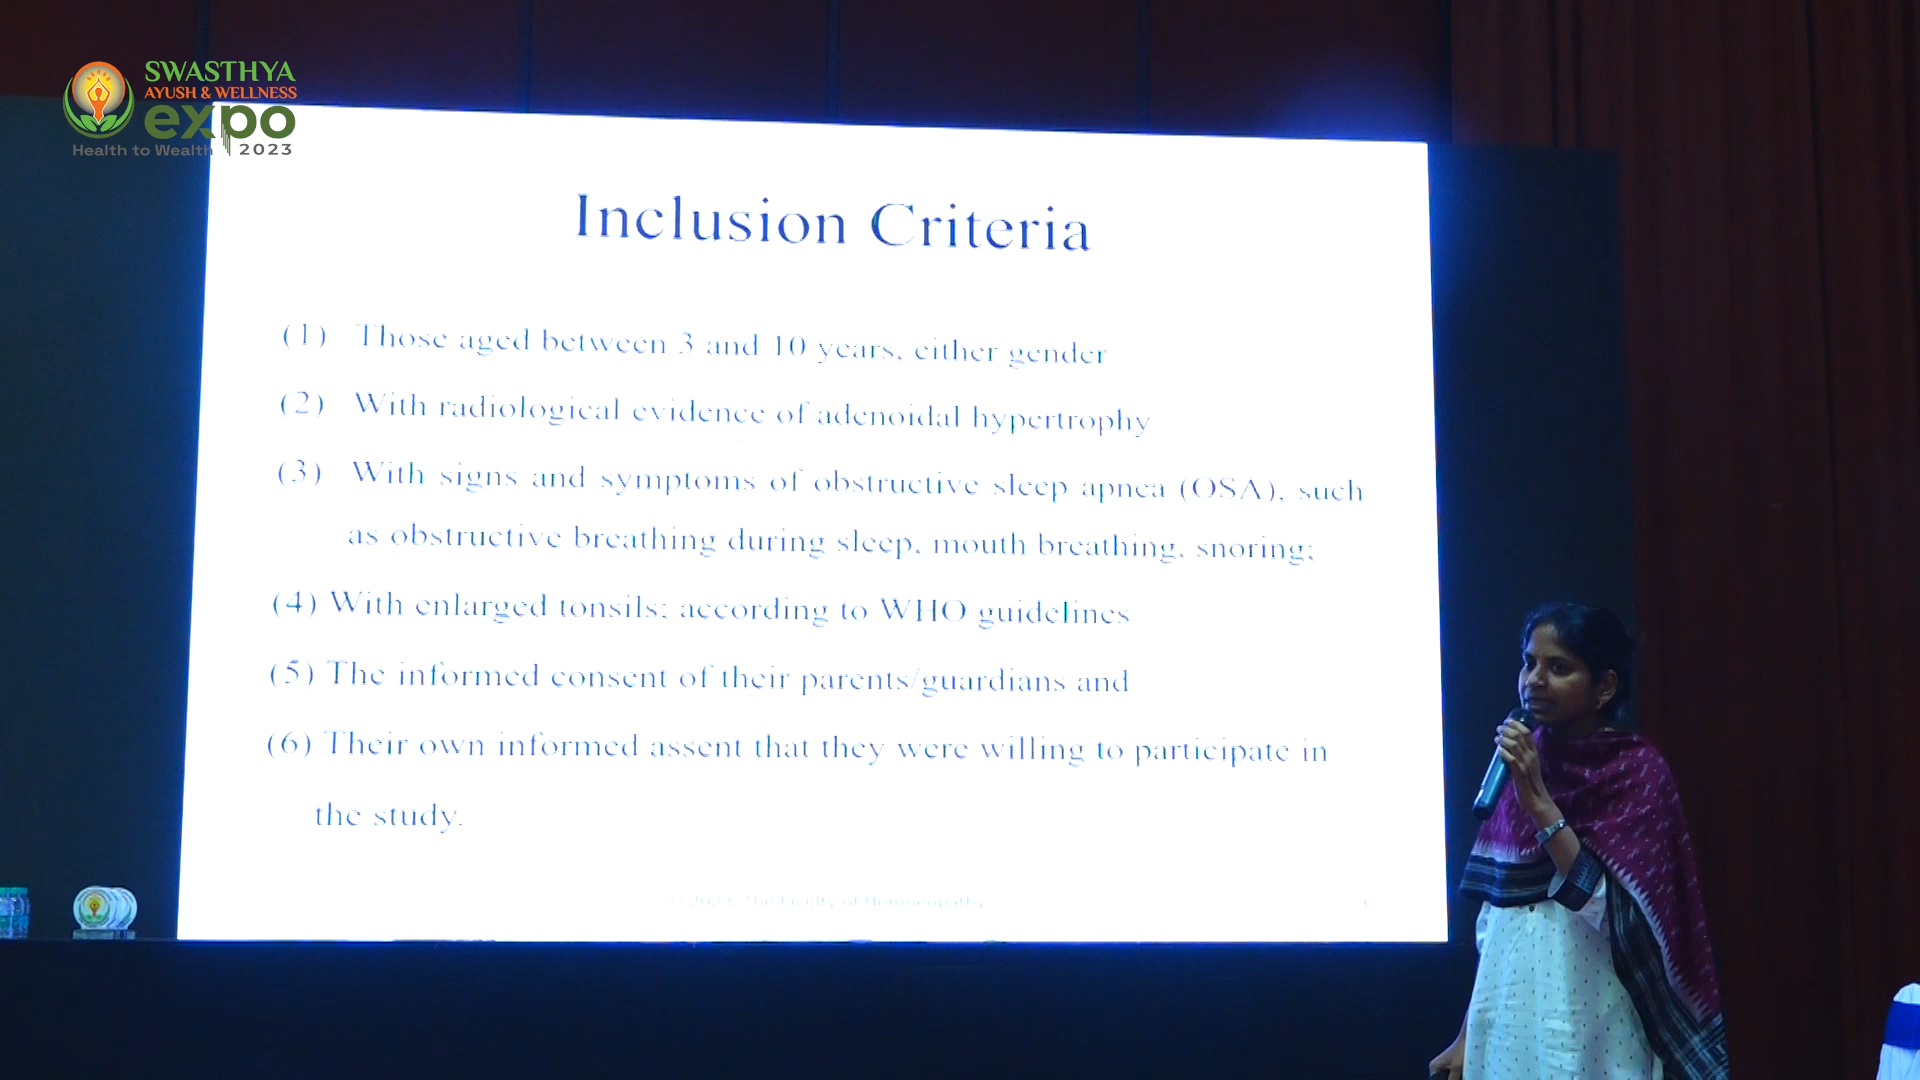 SWASTHYA
AYUSH & WELLNESS
expo
Health to Wealth 2023
Inclusion Criteria
(1) Those aged between 3 and 10 years, either gender
(2) With radiological evidence of adenoidal hypertrophy
(3) With signs and symptoms of obstructive sleep apnea (OSA), such
as obstructive breathing during sleep, mouth breathing, snoring;
(4) With enlarged tonsils; according to WHO guidelines
(5) The informed consent of their parents/guardians and
(6) Their own informed assent that they were willing to participate in
the study.
The Faculty of Homoeopathy